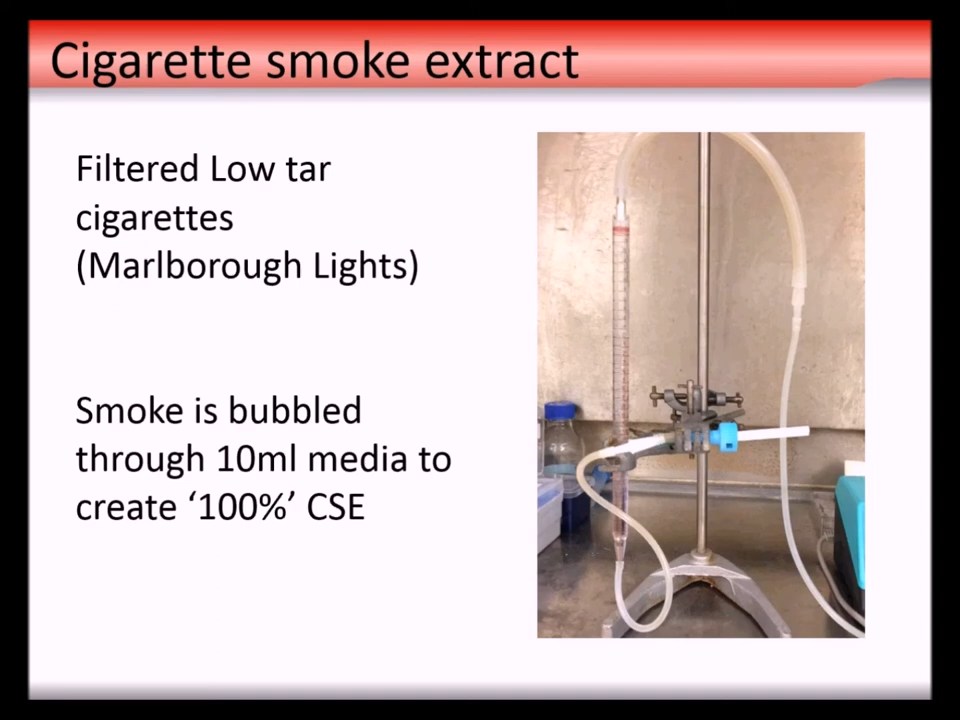 Cigarette smoke extract
Filtered Low tar
cigarettes
(Marlborough Lights)
Smoke is bubbled
through 10ml media to
create ‘100%’ CSE